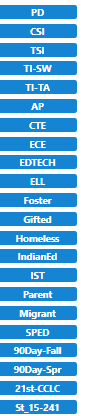 PD
CSI
TSI
TI-SW
TI-TA
AP
CTE
ECE
EDTECH
ELL
Foster
Gifted
Homeless
IndianEd
IST
Parent
Migrant
SPED
90Day-Fall
90Day-Spr
21st-CCLC
St_15-241